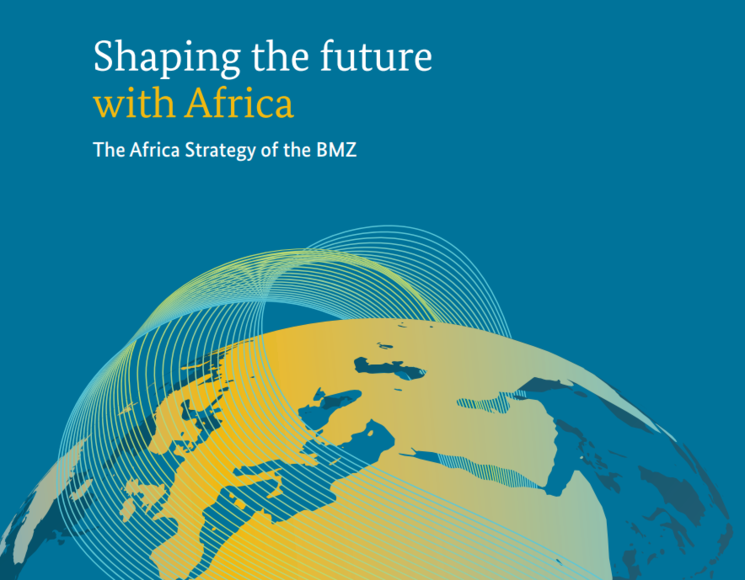 Shaping the future
with Africa
The Africa Strategy of the BMZ